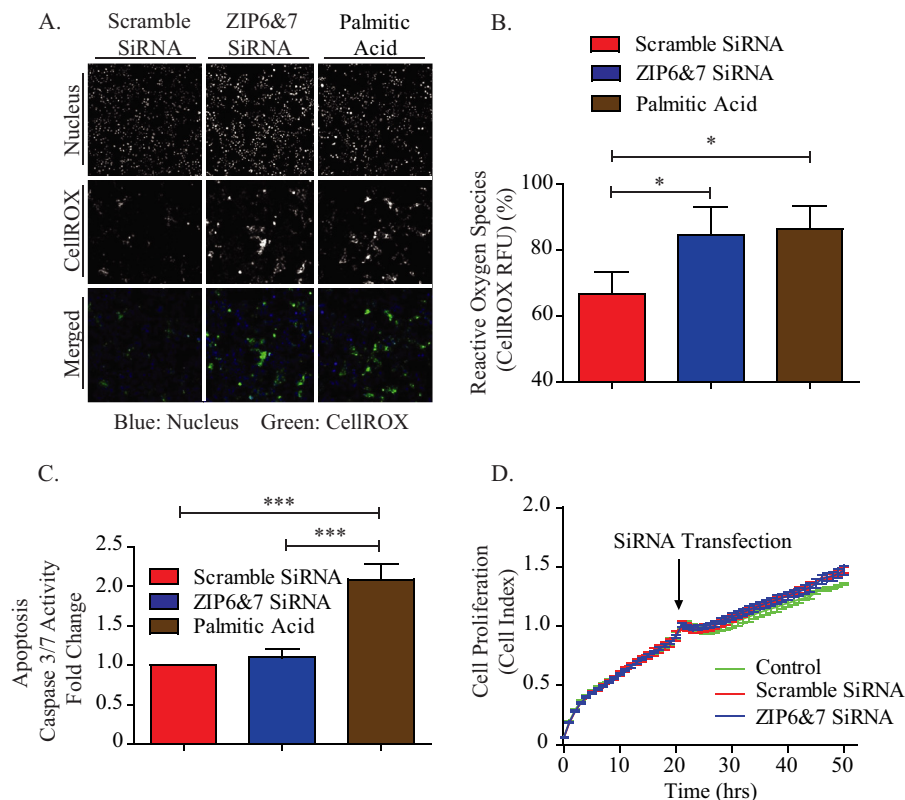 A.
Scramble
SiRNA
ZIP6&7
SiRNA
Palmitic
Acid
Nucleus
CellROX
Merged
Blue: Nucleus Green: CellROX
B.
Scramble SiRNA
ZIP6&7 SiRNA
Palmitic Acid
*
*
Reactive Oxygen Species
(CellROX RFU) (%)
100
80
60
40
C.
***
***
Apoptosis
Caspase 3/7 Activity
Fold Change
2.5
2.0
1.5
1.0
0.5
0
Scramble SiRNA
ZIP6&7 SiRNA
Palmitic Acid
D.
Cell Proliferation
((Cell Index)
2.0
1.5
1.0
0.5
0
SiRNA Transfection
Control
Scramble SiRNA
ZIP6&7 SiRNA
0 10 20 30 40 50
Time (hrs)